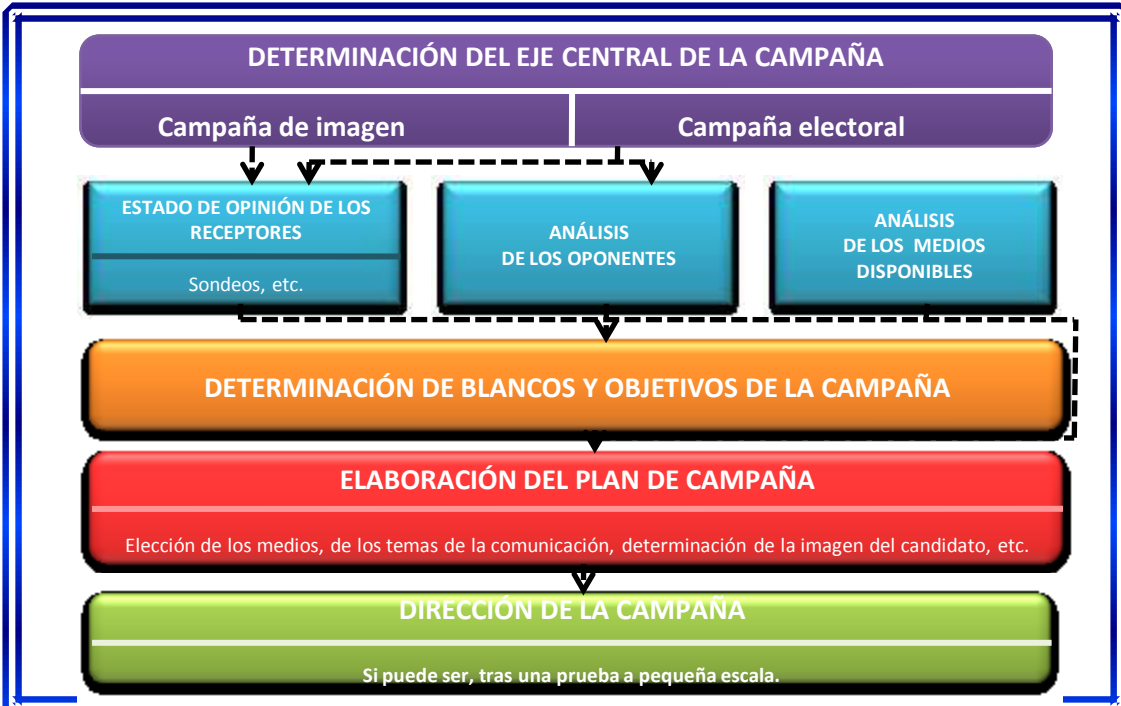 DETERMINACIÓN DEL EJE CENTRAL DE LA CAMPAÑA
Campaña de imagen
Campaña electoral
ESTADO DE OPINIÓN DE LOS
RECEPTORES
Sondeos, etc.
ANÁLISIS
DE LOS OPONENTES
ANÁLISIS
DE LOS MEDIOS
DISPONIBLES
DETERMINACIÓN DE BLANCOS Y OBJETIVOS DE LA CAMPAÑA
ELABORACIÓN DEL PLAN DE CAMPAÑA
Elección de los medios, de los temas de la comunicación, determinación de la imagen del candidato, etc.
DIRECCIÓN DE LA CAMPAÑA
Si puede ser, tras una prueba a pequeña escala.